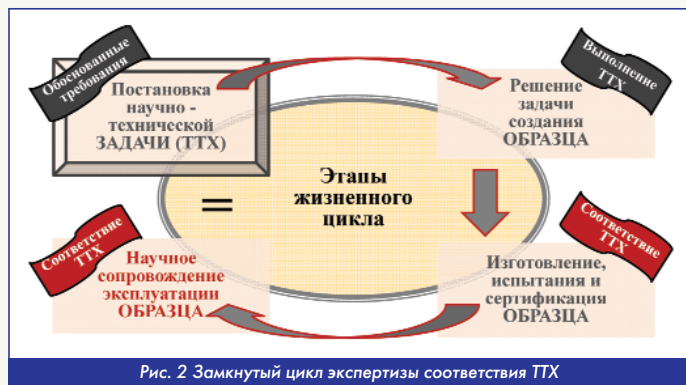 Обоснованные
требования
Постановка
научно -
технической
ЗАДАЧИ (ТТХ)
Выполнение
ТТХ
Решение
задачи
создания
ОБРАЗЦА
=
Этапы
жизненного
цикла
Соответствие
ТТХ
Научное
сопровождение
эксплуатации
ОБРАЗЦА
Соответствие
ТТХ
Изготовление,
испытания и
сертификация
ОБРАЗЦА
Рис. 2 Замкнутый цикл экспертизы соответствия ТТХ